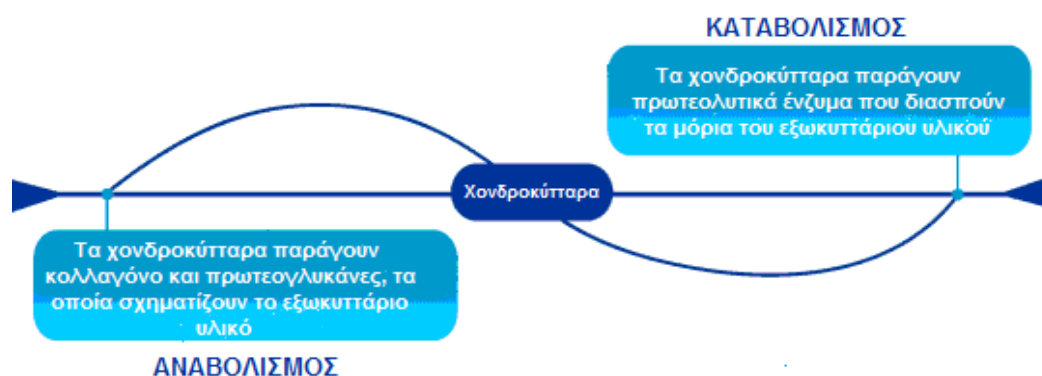 ΚΑΤΑΒΟΛΙΣΜΟΣ
Τα χονδροκύτταρα παράγουν
πρωτεολυτικά ένζυμα που διασπούν
τα μόρια του εξωκυττάριου υλικού
Χονδροκύτταρα
Τα χονδροκύτταρα παράγουν
κολλαγόνο και πρωτεογλυκάνες, τα
οποία σχηματίζουν το εξωκυττάριο
υλικό
ΑΝΑΒΟΛΙΣΜΟΣ